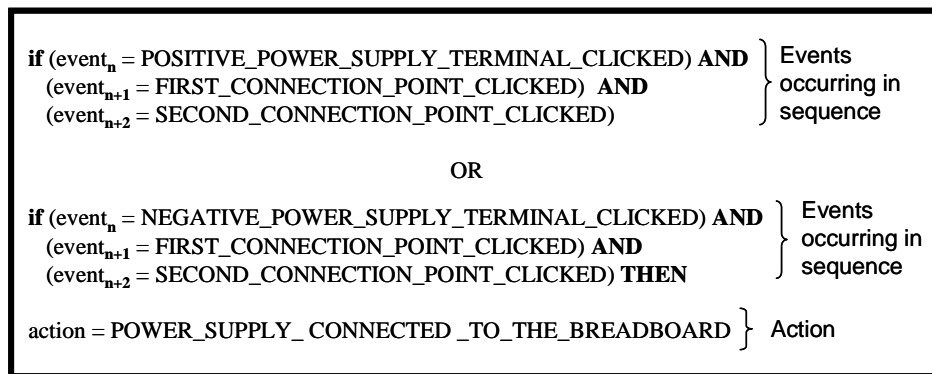 if (eventn = POSITIVE_POWER_SUPPLY_TERMINAL_CLICKED) AND
(eventn+1 = FIRST_CONNECTION_POINT_CLICKED) AND
(eventn+2 = SECOND_CONNECTION_POINT_CLICKED)
Events
occurring in
sequence
OR
if (eventn = NEGATIVE_POWER_SUPPLY_TERMINAL_CLICKED) AND
(eventn+1 = FIRST_CONNECTION_POINT_CLICKED) AND
(eventn+2 = SECOND_CONNECTION_POINT_CLICKED) THEN
Events
occurring in
sequence
action = POWER_SUPPLY_ CONNECTED _TO_THE_BREADBOARD
Action